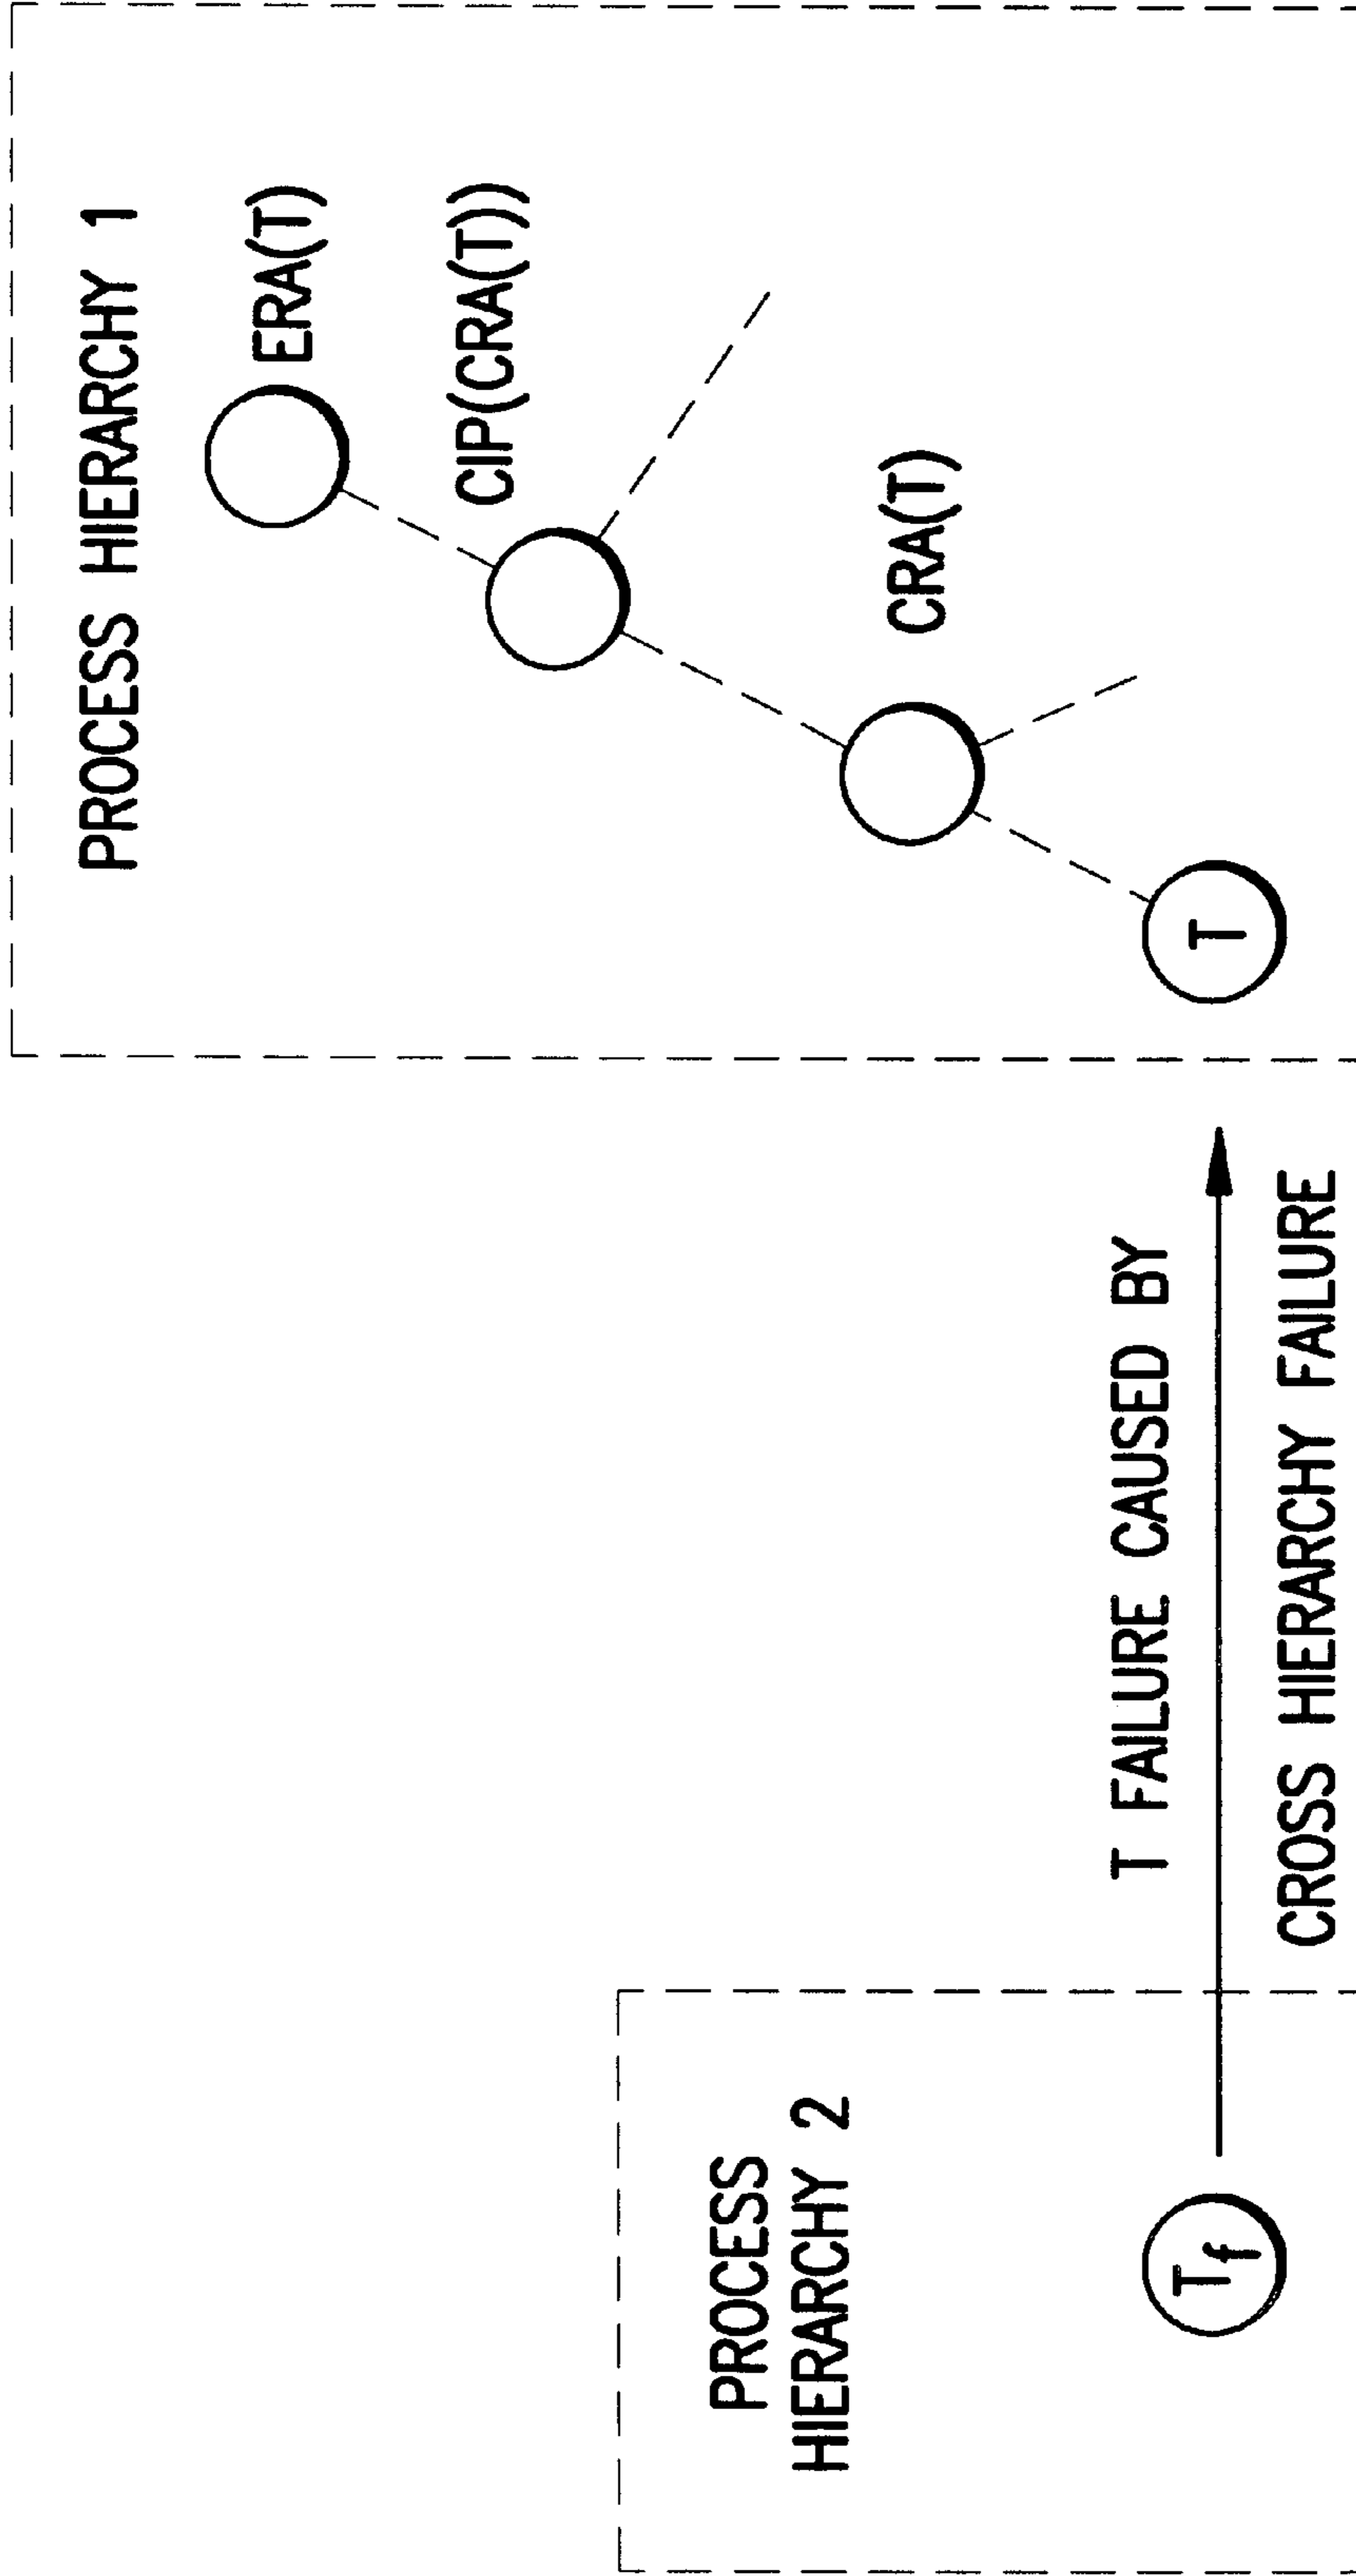 PROCESS HIERARCHY 1
ERA(T)
CIP(CRA(T))
CRA(T)
T
PROCESS
HIERARCHY 2
T FAILURE CAUSED BY
CROSS HIERARCHY FAILURE
Tf